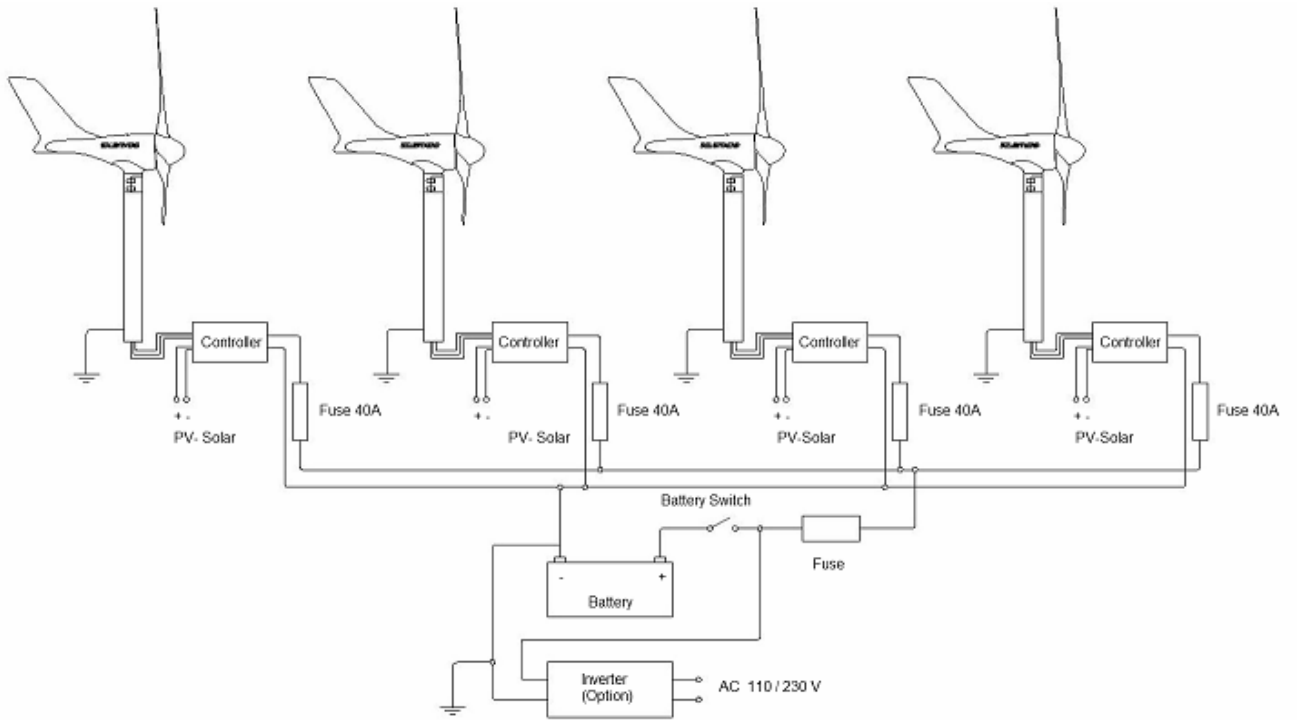 Controller
Controller
Controller
Controller
Fuse 40A
Fuse 40A
Fuse 40A
Fuse 40A
+ -
+ -
+ -
+ -
PV- Solar
PV- Solar
PV-Solar
PV-Solar
Battery Switch
Fuse
- +
Battery
Inverter
(Option)
AC 110 / 230 V